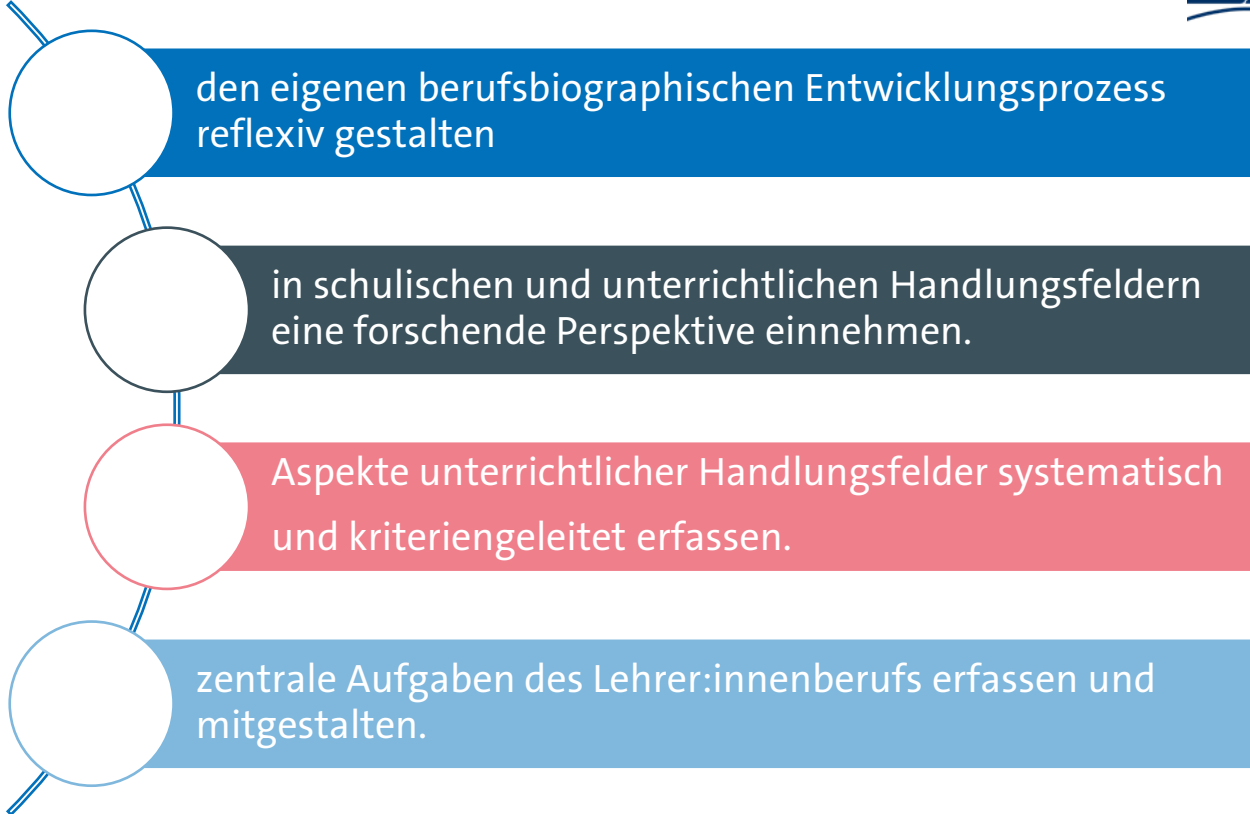 den eigenen berufsbiographischen Entwicklungsprozess
reflexiv gestalten
in schulischen und unterrichtlichen Handlungsfeldern
eine forschende Perspektive einnehmen.
Aspekte unterrichtlicher Handlungsfelder systematisch
und kriteriengeleitet erfassen.
zentrale Aufgaben des Lehrer:innenberufs erfassen und
mitgestalten.